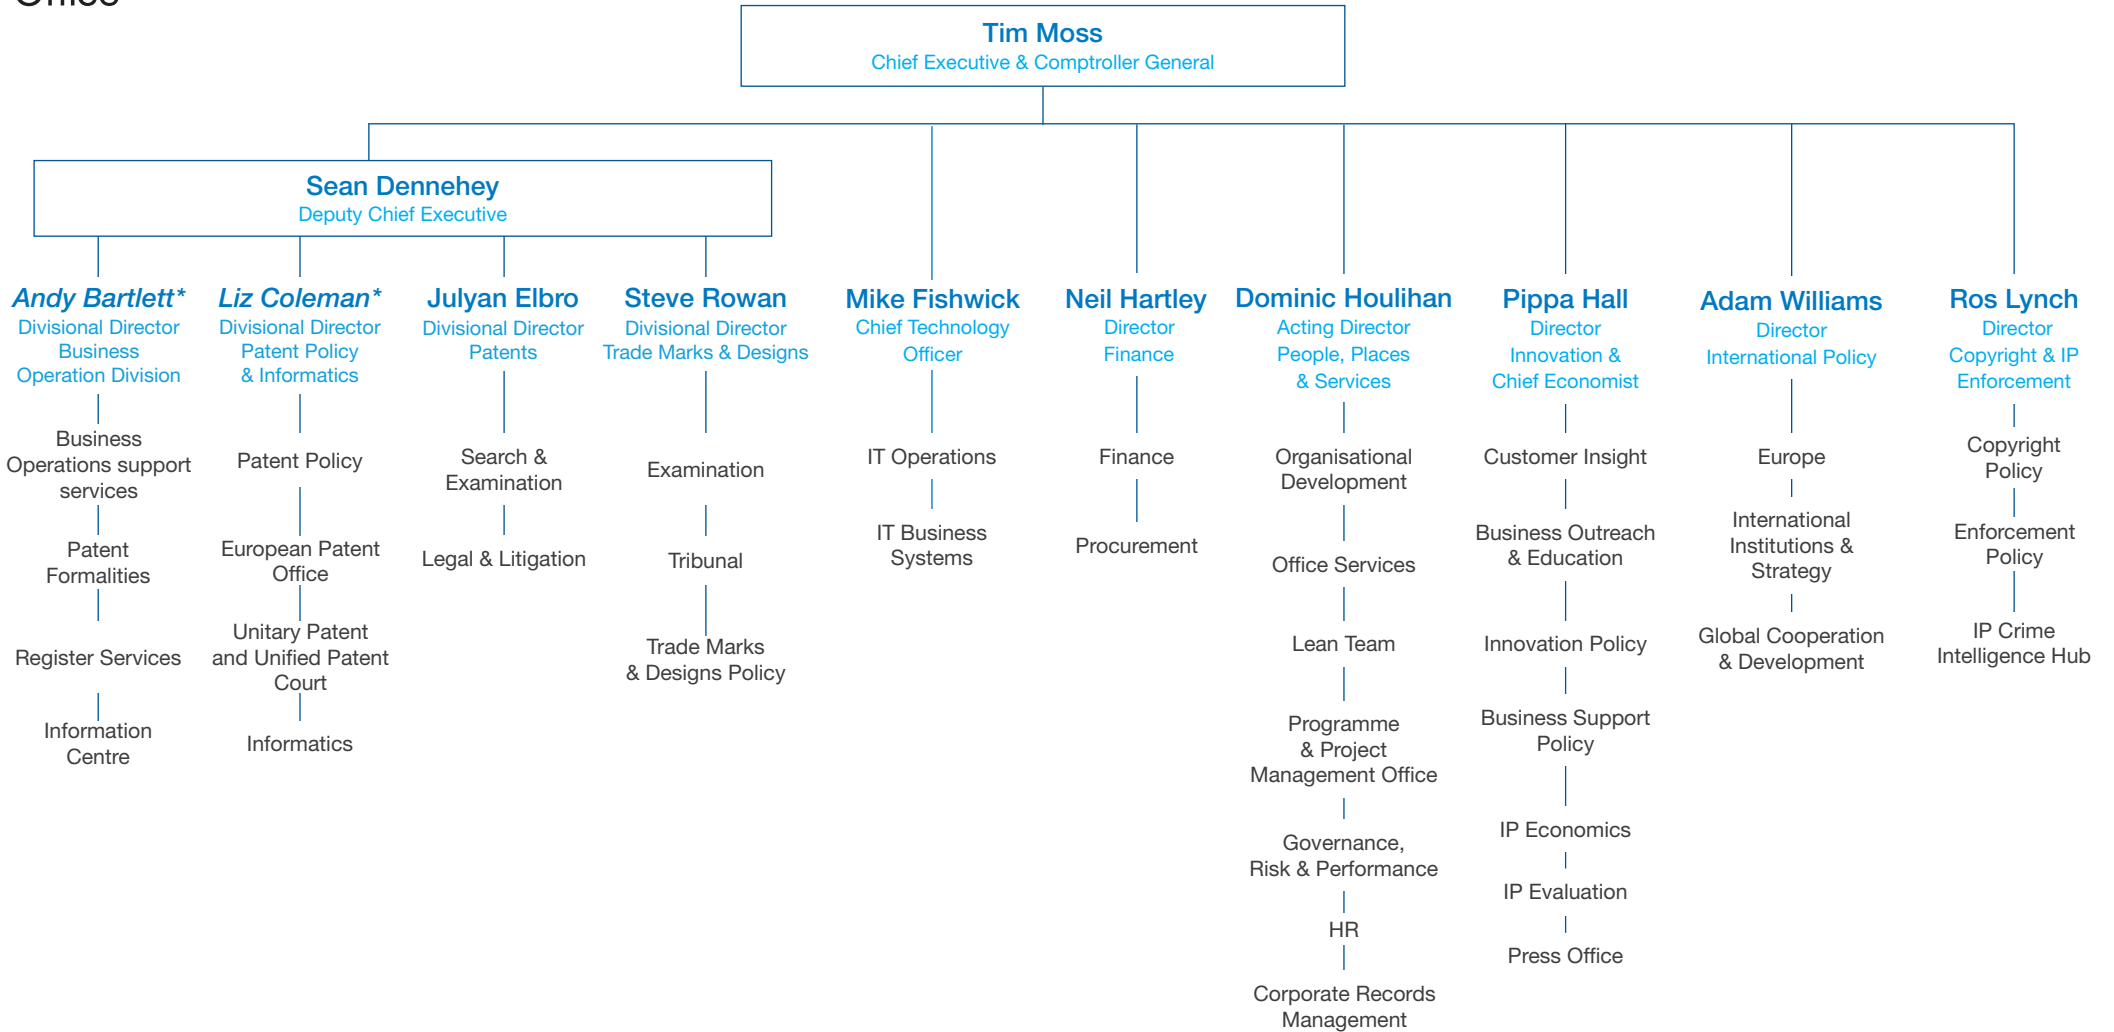 Office
Tim Moss
Chief Executive & Comptroller General
Sean Dennehey
Deputy Chief Executive
Andy Bartlett*
Divisional Director
Business
Operation Division
Business
Operations support
services
Patent
Formalities
Register Services
Information
Centre
Liz Coleman*
Divisional Director
Patent Policy
& Informatics
Patent Policy
European Patent
Office
Unitary Patent
and Unified Patent
Court
Informatics
Julyan Elbro
Divisional Director
Patents
Search &
Examination
Legal & Litigation
Steve Rowan
Divisional Director
Trade Marks & Designs
Examination
Tribunal
Trade Marks
& Designs Policy
Mike Fishwick
Chief Technology
Officer
IT Operations
IT Business
Systems
Neil Hartley
Director
Finance
Finance
Procurement
Dominic Houlihan
Acting Director
People, Places
& Services
Organisational
Development
Office Services
Lean Team
Programme
& Project
Management Office
Governance,
Risk & Performance
HR
Corporate Records
Management
Pippa Hall
Director
Innovation &
Chief Economist
Customer Insight
Business Outreach
& Education
Innovation Policy
Business Support
Policy
IP Economics
IP Evaluation
Press Office
Adam Williams
Director
International Policy
Europe
International
Institutions &
Strategy
Global Cooperation
& Development
Ros Lynch
Director
Copyright & IP
Enforcement
Copyright
Policy
Enforcement
Policy
IP Crime
Intelligence Hub